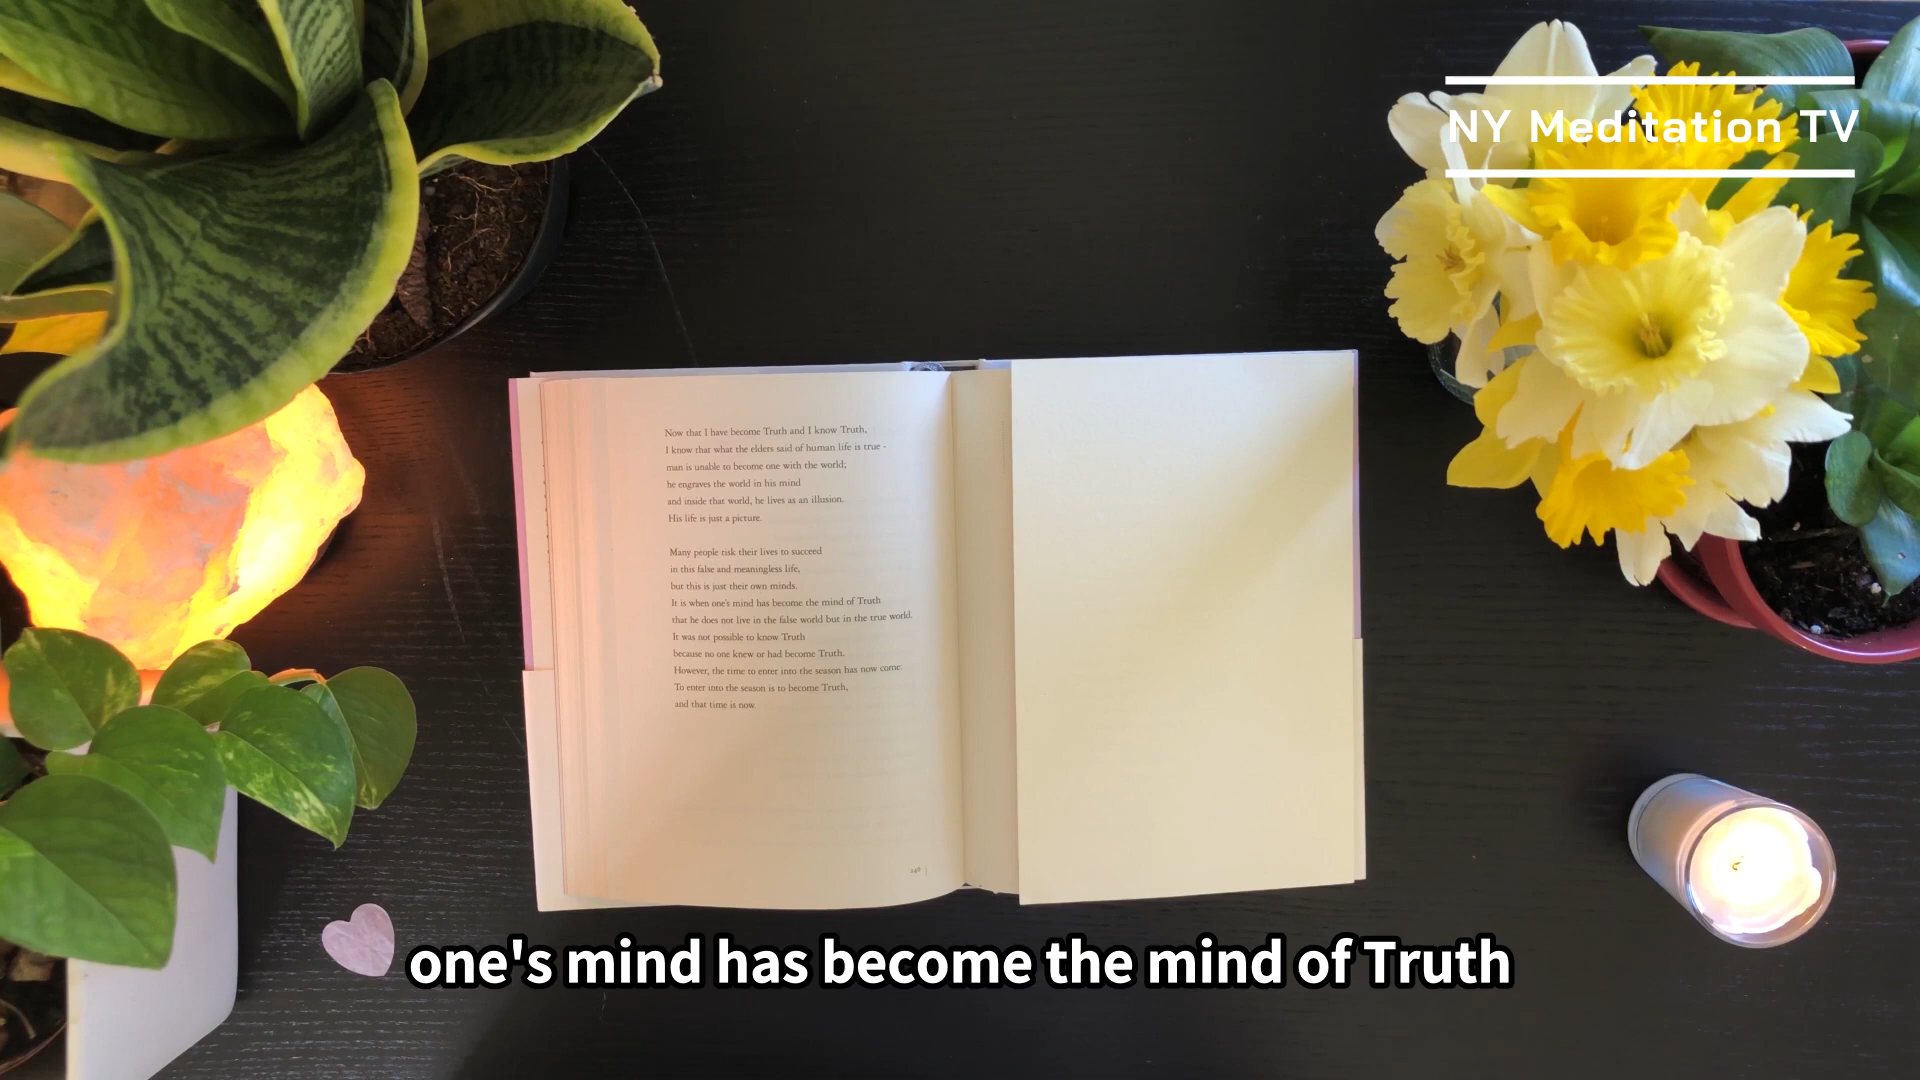 NY Meditation TV
Now that I have become Truth and I know Truth,
I know that what the elders said of human life is true -
man is unable to become one with the world;
he engraves the world in his mind
and inside that world, he lives as an illusion.
His life is just a picture.
Many people risk their lives to succeed
in this false and meaningless life,
but this is just their own minds.
It is when one's mind has become the mind of Truth
that he does not live in the false world but in the true world.
It was not possible to know Truth
because no one knew or had become Truth.
However, the time to enter into the season has now come.
To enter into the season is to become Truth,
and that time is now.
one's mind has become the mind of Truth